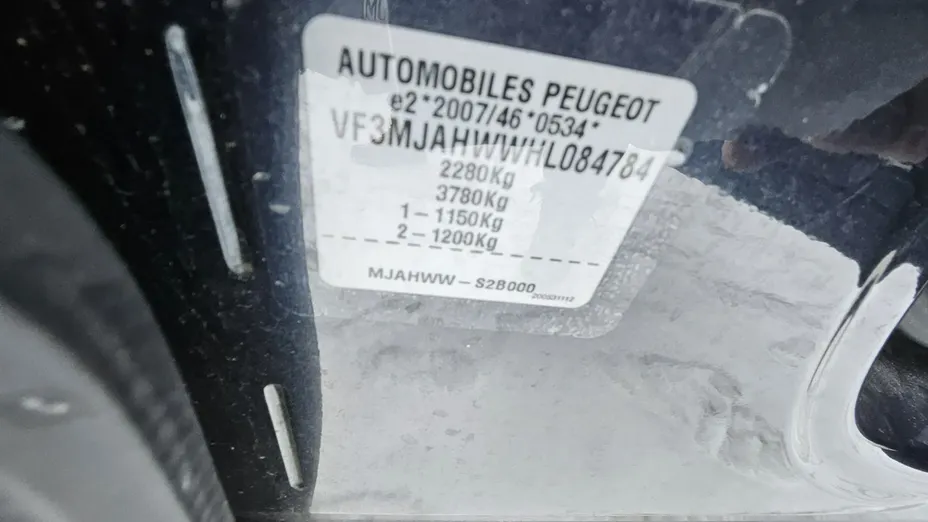 AUTOMOBILES PEUGEOT
e2*2007/46*0534*
VF3MJAHWWHL084784
2280Kg
3780Kg
1-1150Kg
2-1200Kg
MJAHWW-S2B000